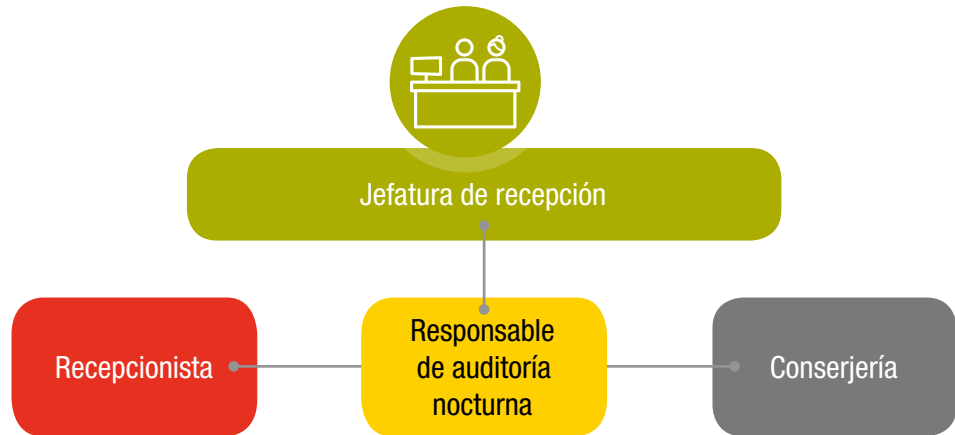 Jefatura de recepción
Recepcionista
Responsable
de auditoría
nocturna
Conserjería